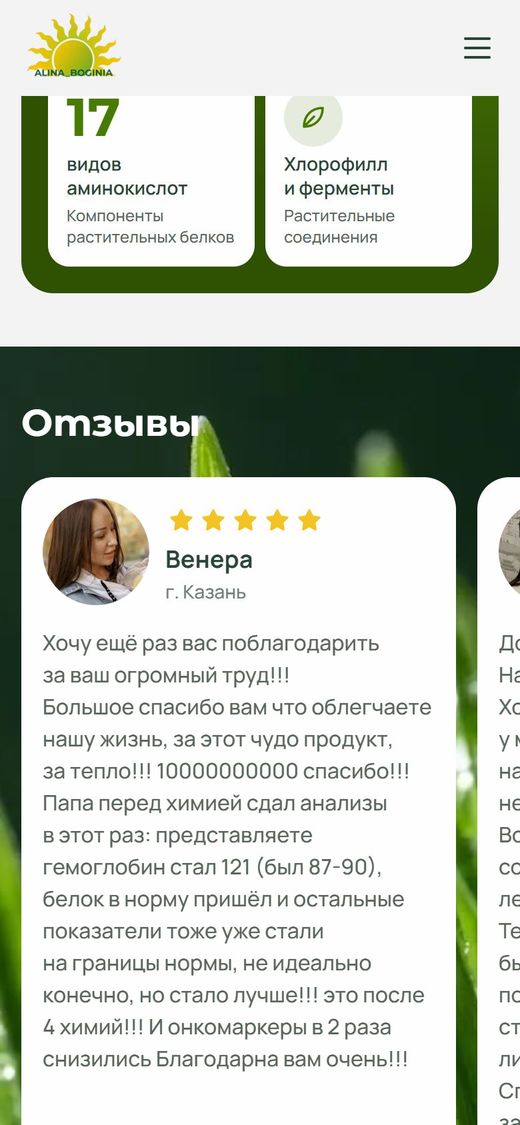 ALINA_BOGINIA
17
видов
аминокислот
Компоненты
растительных белков
Хлорофилл
и ферменты
Растительные
соединения
Отзывы
Венера
г. Казань
Хочу ещё раз вас поблагодарить
за ваш огромный труд!!!
Большое спасибо вам что облегчаете
нашу жизнь, за этот чудо продукт,
за тепло!!! 10000000000 спасибо!!!
Папа перед химией сдал анализы
в этот раз: представляете
гемоглобин стал 121 (был 87-90),
белок в норму пришёл и остальные
показатели тоже уже стали
на границы нормы, не идеально
конечно, но стало лучше!!! это после
4 химий!!! И онкомаркеры в 2 раза
снизились Благодарна вам очень!!!